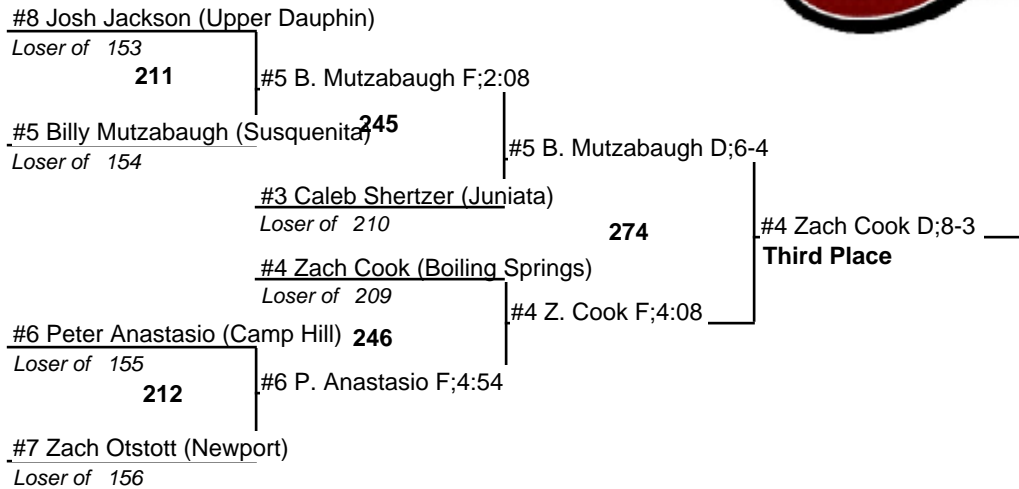 #8 Josh Jackson (Upper Dauphin)
Loser of 153
211
#5 B. Mutzabaugh F;2:08
#5 Billy Mutzabaugh (Susquenita)
245
Loser of 154
#5 B. Mutzabaugh D;6-4
#3 Caleb Shertzer (Juniata)
Loser of 210
274
#4 Zach Cook D;8-3
Third Place
#4 Zach Cook (Boiling Springs)
Loser of 209
#4 Z. Cook F;4:08
#6 Peter Anastasio (Camp Hill)
246
Loser of 155
212
#6 P. Anastasio F;4:54
#7 Zach Otstott (Newport)
Loser of 156